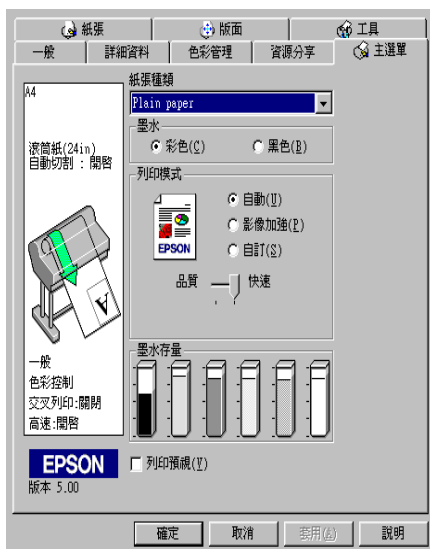 紙張 版面 工具
一般 詳細資料 色彩管理 資源分享 主選單
A4
滾筒紙(24in)
自動切割 : 開啓
一般
色彩控制
交叉列印:關閉
高速:開啓
紙張種類
Plain paper
墨水
彩色(C) 黑色(B)
列印模式
EPSON
自動(U)
影像加強(P)
自訂(S)
品質 快速
墨水存量
EPSON
版本 5.00
列印預視(V)
確定 取消 套用(A) 說明